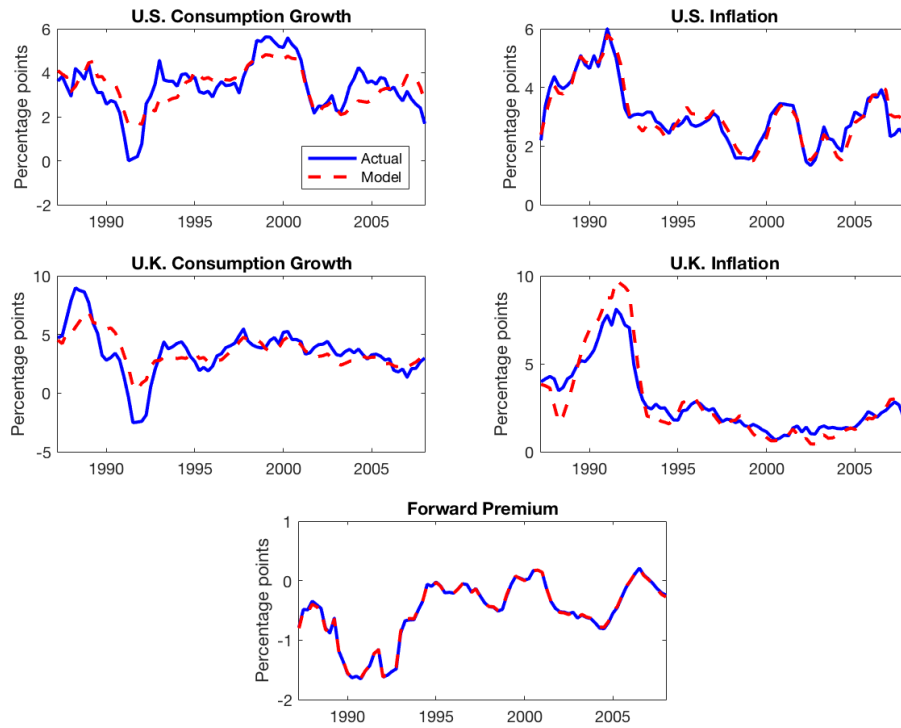 U.S. Consumption Growth
Percentage points
6
4
2
0
-2
1990 1995 2000 2005
Actual
Model
U.S. Inflation
Percentage points
6
4
2
0
1990 1995 2000 2005
U.K. Consumption Growth
Percentage points
10
5
0
-5
1990 1995 2000 2005
U.K. Inflation
Percentage points
10
5
0
1990 1995 2000 2005
Forward Premium
Percentage points
1
0
-1
-2
1990 1995 2000 2005